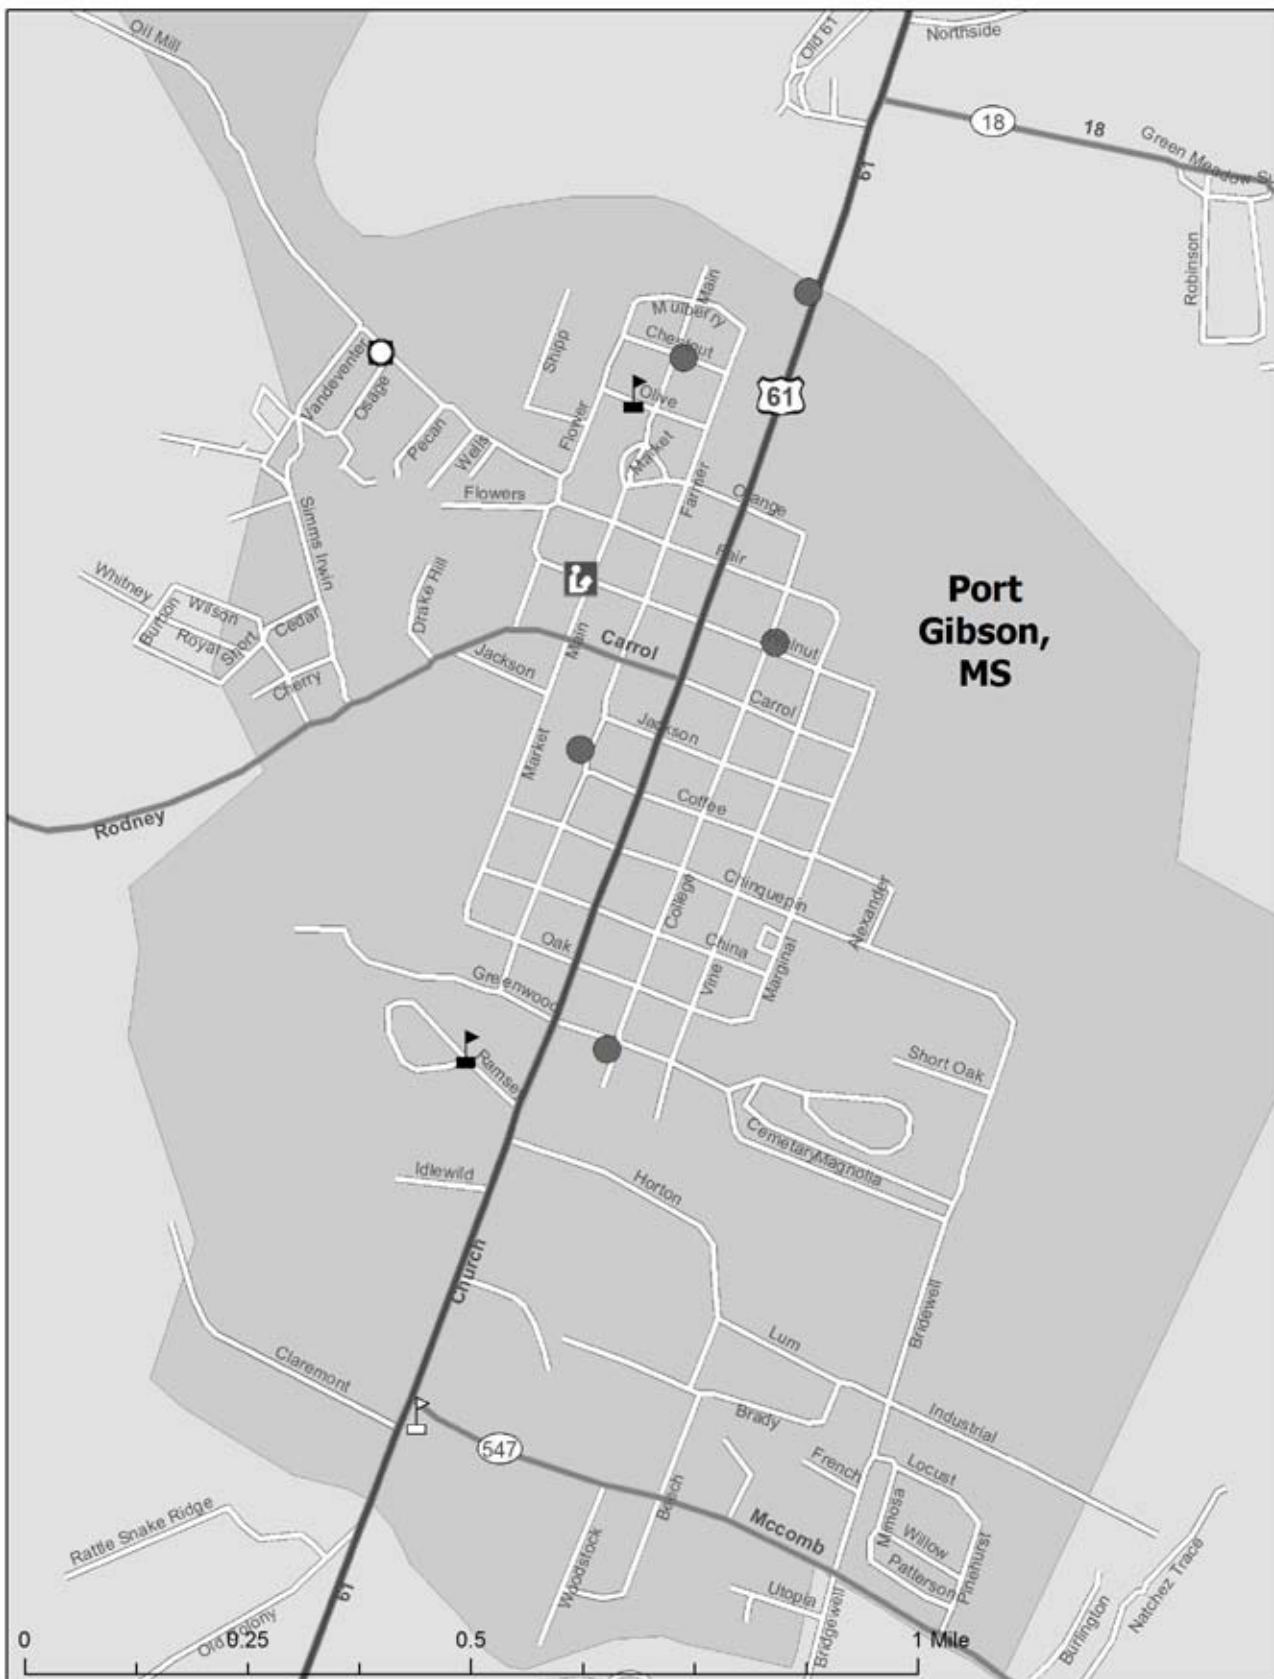 Oil Mill
Old 61
Northside
18
18
Green Meadow
61
Robinson
Main
Mulberry
Chestnut
Shipp
Vandeventer
Osage
Olive
61
Pecan
Wells
Flower
Market
Farmer
Flowers
Orange
Simms Irwin
Fair
Port
Gibson,
MS
Whitney
Drake Hill
Wilson
Burton
Royal
Short
Cedar
Cherry
Main
Carrol
Walnut
Jackson
Carrol
Jackson
Market
Coffee
Rodney
Chinquepin
College
Alexander
Oak
China
Vine
Marginal
Greenwood
Ramsey
Short Oak
Cemetary
Magnolia
Idlewild
Horton
Church
Bridewell
Lum
Claremont
Brady
Industrial
547
French
Locust
Beech
Mimosa
Mccomb
Willow
Rattle Snake Ridge
Woodstock
Patterson
Pinehurst
Natchez Trace
Utopia
61
Old Colony
Bridgewell
Burlington
0
0.25
0.5
1 Mile